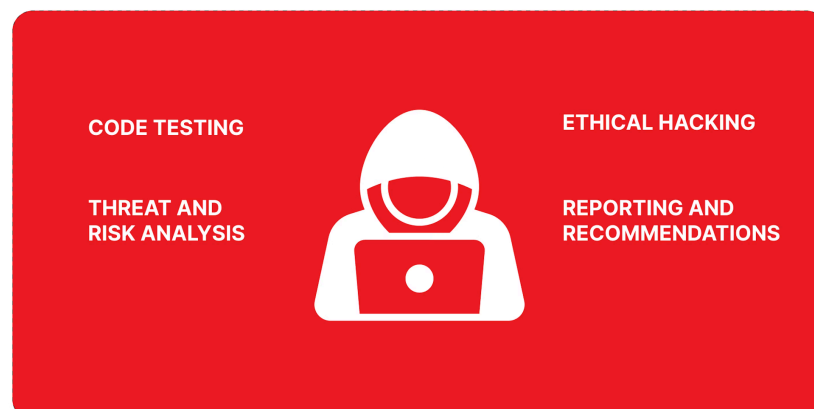 CODE TESTING
THREAT AND
RISK ANALYSIS
ETHICAL HACKING
REPORTING AND
RECOMMENDATIONS